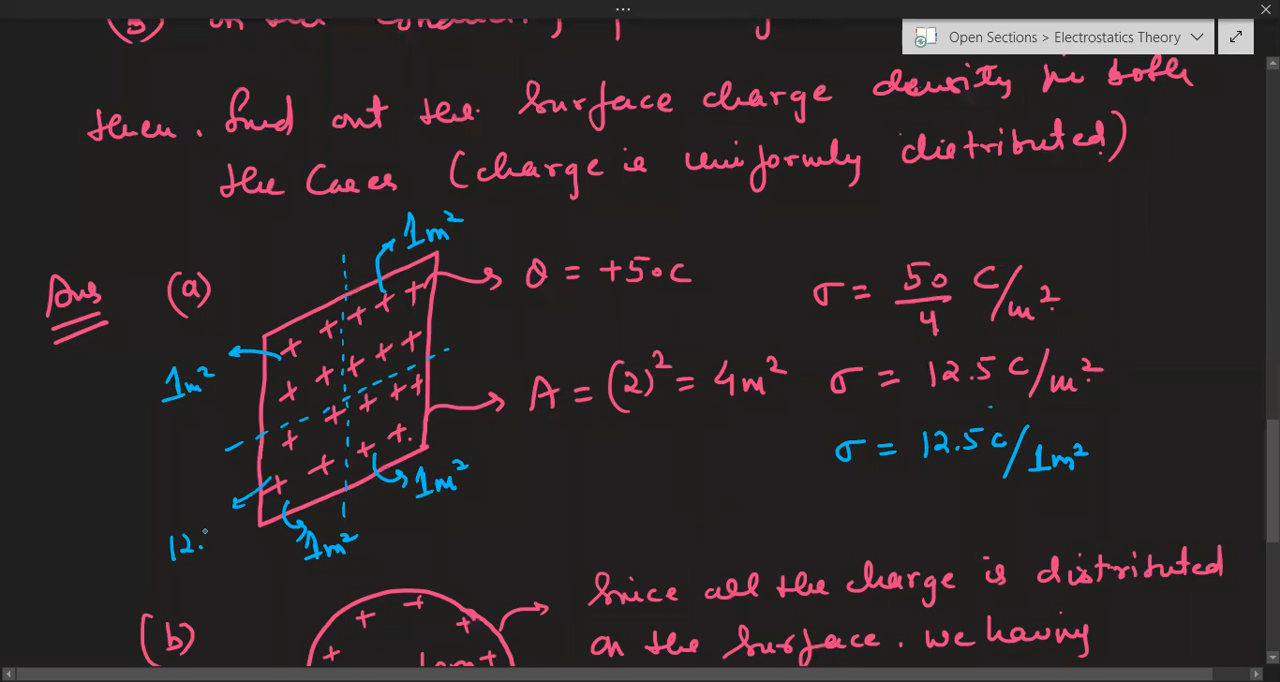 Open Sections > Electrostatics Theory
then. find out the surface charge density in both
the cases (charge is uniformly distributed)
Ans (a)
1m²
Q = +50C
σ = 50/4 C/m²
1m²
A = (2)² = 4m²
σ = 12.5 C/m²
σ = 12.5 C/1m²
1m²
1m²
12.
(b)
Since all the charge is distributed
on the surface. we having